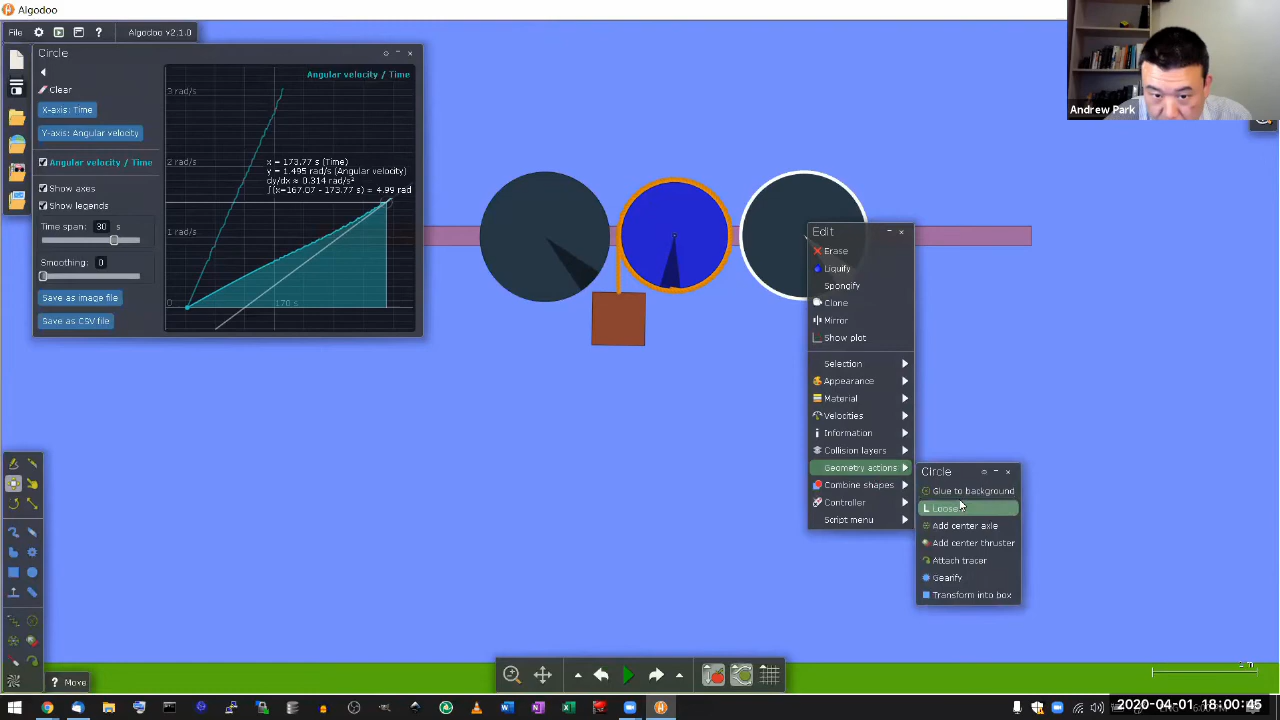 Algodoo
File
?
Algodoo v2.1.0
Circle
Clear
X-axis: Time
Y-axis: Angular velocity
Angular velocity / Time
Show axes
Show legends
Time span: 30 s
Smoothing: 0
Save as image file
Save as CSV file
Angular velocity / Time
3 rad/s
2 rad/s
x = 173.77 s (Time)
y = 1.495 rad/s (Angular velocity)
dy/dx ≈ 0.314 rad/s²
∫(x=167.07 - 173.77 s) = 4.99 rad
1 rad/s
0
170 s
Andrew Park
Edit
Erase
Liquify
Spongify
Clone
Mirror
Show plot
Selection
Appearance
Material
Velocities
Information
Collision layers
Geometry actions
Combine shapes
Controller
Script menu
Circle
Glue to background
Add center axle
Add center thruster
Attach tracer
Gearify
Transform into box
? Move
2020-04-01 18:00:45